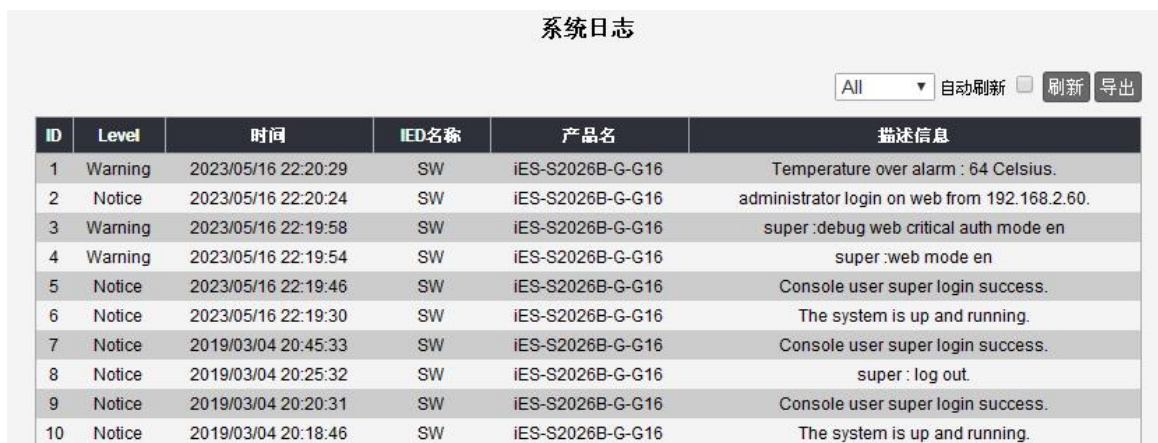 系统日志
All 自动刷新 刷新 导出
ID Level 时间 IED名称 产品名 描述信息
1 Warning 2023/05/16 22:20:29 SW iES-S2026B-G-G16 Temperature over alarm : 64 Celsius.
2 Notice 2023/05/16 22:20:24 SW iES-S2026B-G-G16 administrator login on web from 192.168.2.60.
3 Warning 2023/05/16 22:19:58 SW iES-S2026B-G-G16 super :debug web critical auth mode en
4 Warning 2023/05/16 22:19:54 SW iES-S2026B-G-G16 super :web mode en
5 Notice 2023/05/16 22:19:46 SW iES-S2026B-G-G16 Console user super login success.
6 Notice 2023/05/16 22:19:30 SW iES-S2026B-G-G16 The system is up and running.
7 Notice 2019/03/04 20:45:33 SW iES-S2026B-G-G16 Console user super login success.
8 Notice 2019/03/04 20:25:32 SW iES-S2026B-G-G16 super : log out.
9 Notice 2019/03/04 20:20:31 SW iES-S2026B-G-G16 Console user super login success.
10 Notice 2019/03/04 20:18:46 SW iES-S2026B-G-G16 The system is up and running.